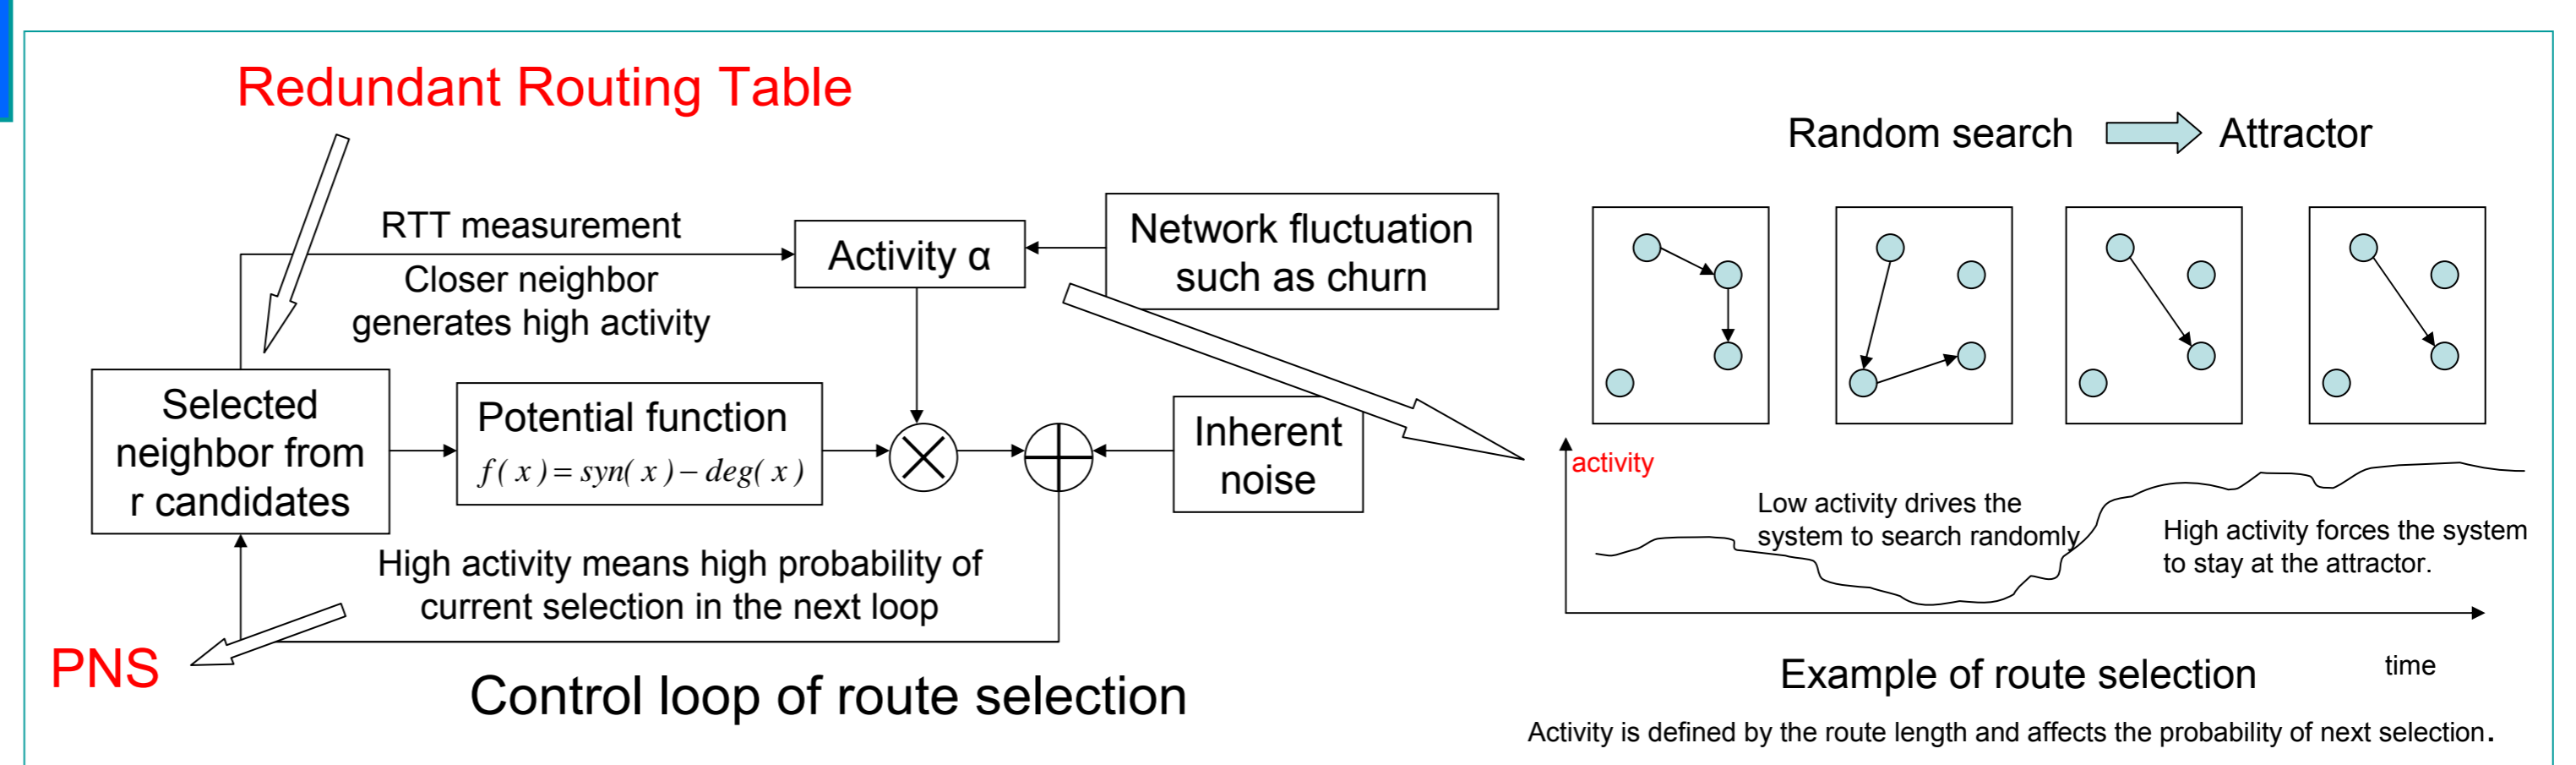 Redundant Routing Table
RTT measurement
Closer neighbor
generates high activity
Activity α
Network fluctuation
such as churn
Selected
neighbor from
r candidates
Potential function
f( x ) = syn( x ) − deg( x )
Inherent
noise
High activity means high probability of
current selection in the next loop
PNS
Control loop of route selection
Random search
Attractor
activity
Low activity drives the
system to search randomly
High activity forces the system
to stay at the attractor.
time
Example of route selection
Activity is defined by the route length and affects the probability of next selection.